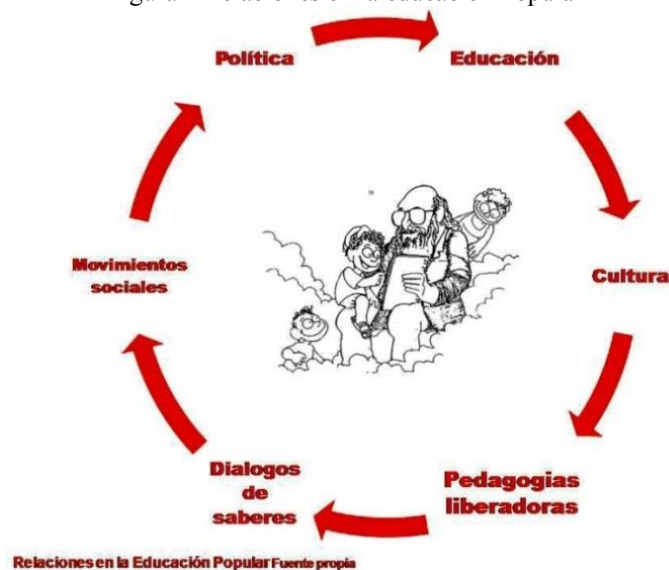 Política
Educación
Cultura
Pedagogias
liberadoras
Dialogos
de
saberes
Movimientos
sociales
Relaciones en la Educación Popular Fuente propia